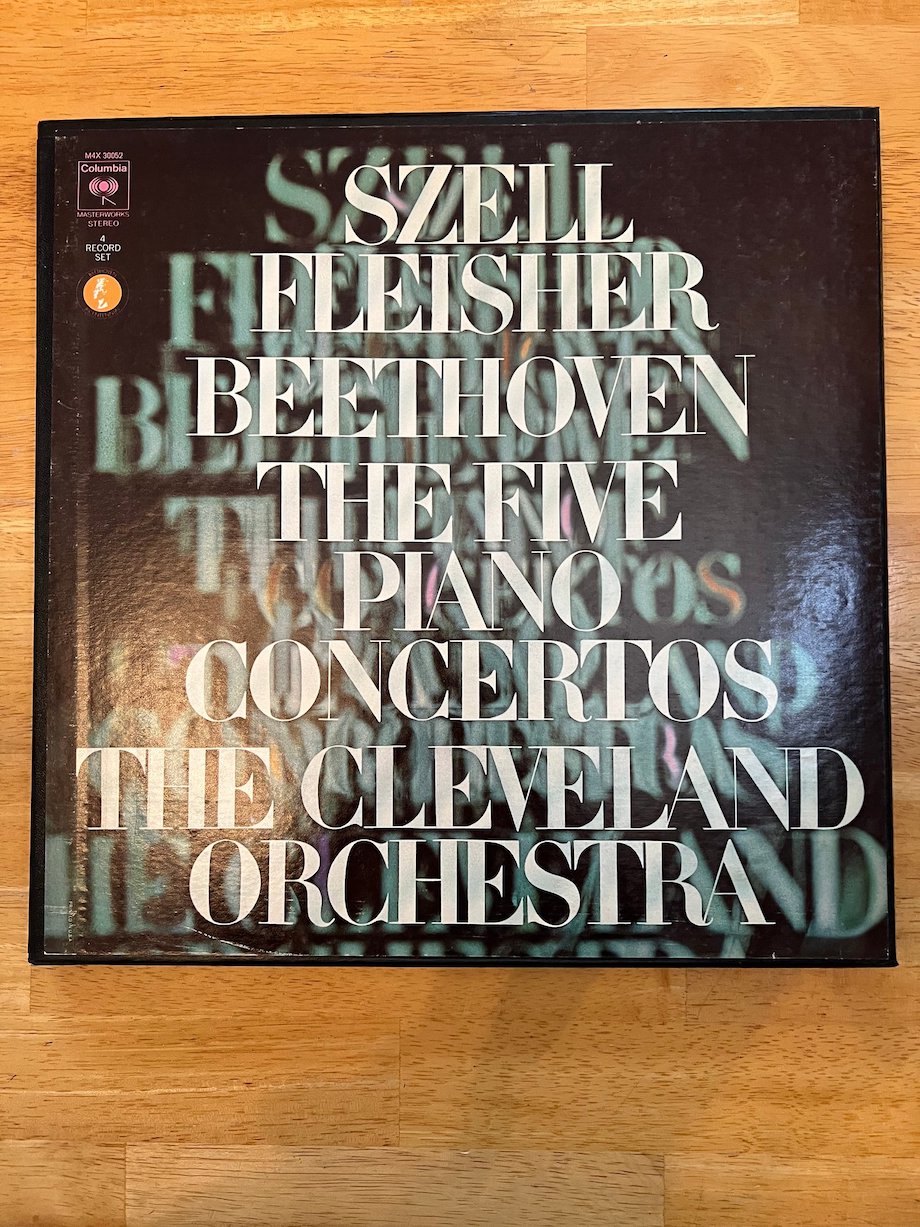 M4X 30052
Columbia
MASTERWORKS
STEREO
4
RECORD
SET
SZELL
FLEISHER
BEETHOVEN
THE FIVE
PIANO
CONCERTOS
THE CLEVELAND
ORCHESTRA